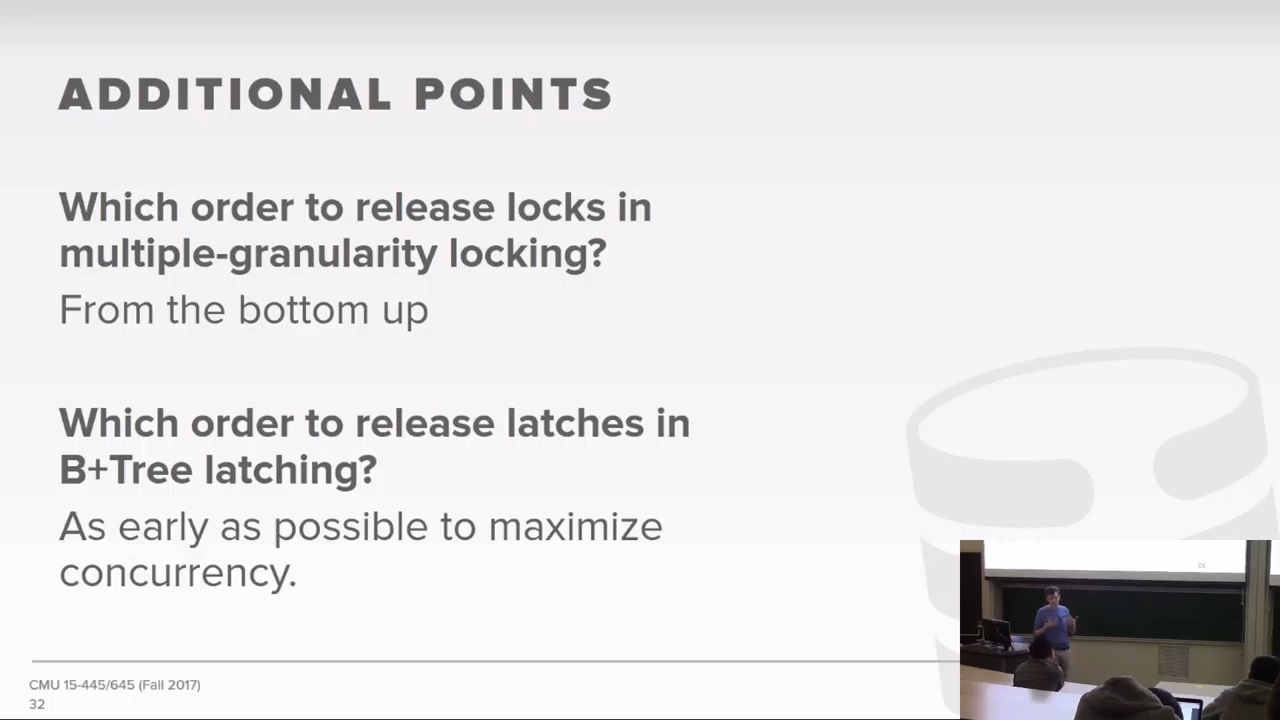 ADDITIONAL POINTS
Which order to release locks in
multiple-granularity locking?
From the bottom up
Which order to release latches in
B+Tree latching?
As early as possible to maximize
concurrency.
CMU 15-445/645 (Fall 2017)
32